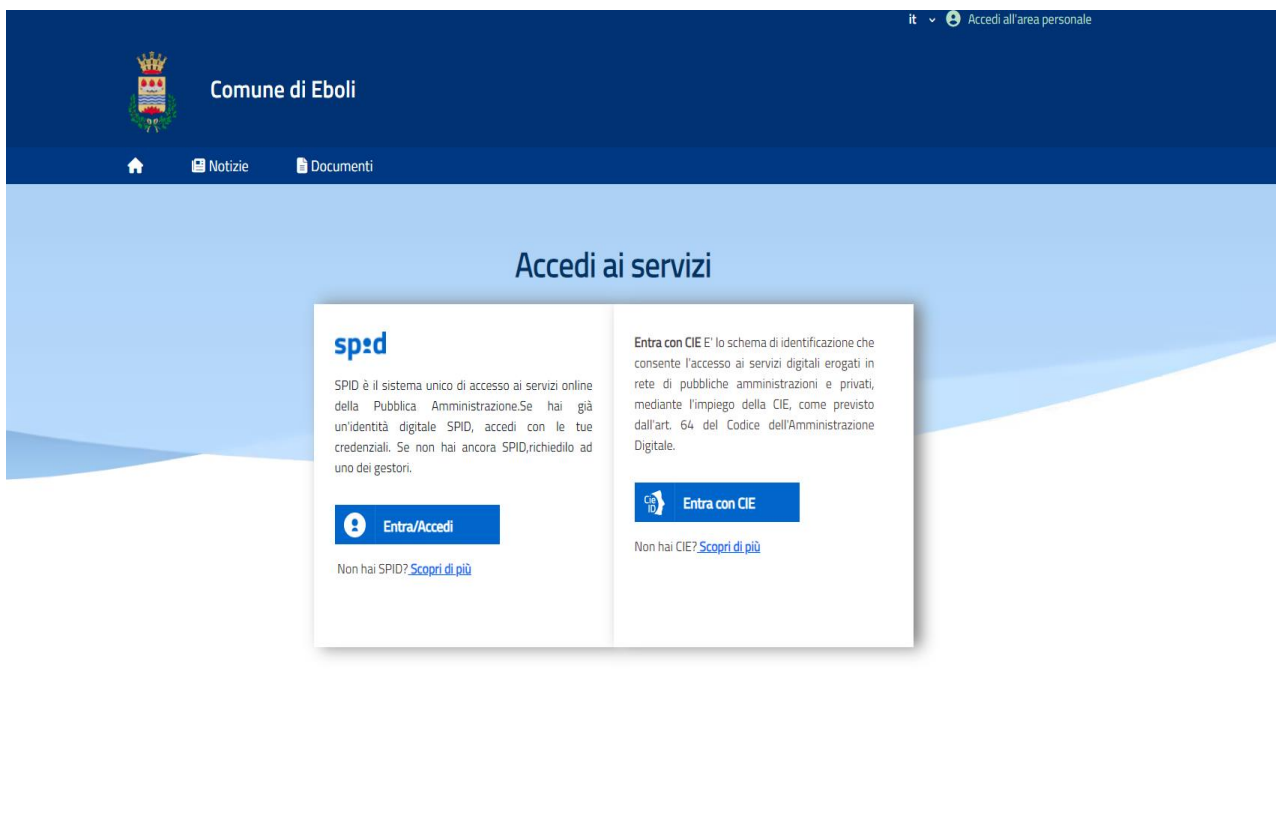 it Accedi all'area personale
Comune di Eboli
Notizie Documenti
Accedi ai servizi
spid
SPID è il sistema unico di accesso ai servizi online
della Pubblica Amministrazione.Se hai già
un'identità digitale SPID, accedi con le tue
credenziali. Se non hai ancora SPID,richiedilo ad
uno dei gestori.
Entra/Accedi
Non hai SPID? Scopri di più
Entra con CIE E' lo schema di identificazione che
consente l'accesso ai servizi digitali erogati in
rete di pubbliche amministrazioni e privati,
mediante l'impiego della CIE, come previsto
dall'art. 64 del Codice dell'Amministrazione
Digitale.
Cie
ID
Entra con CIE
Non hai CIE? Scopri di più